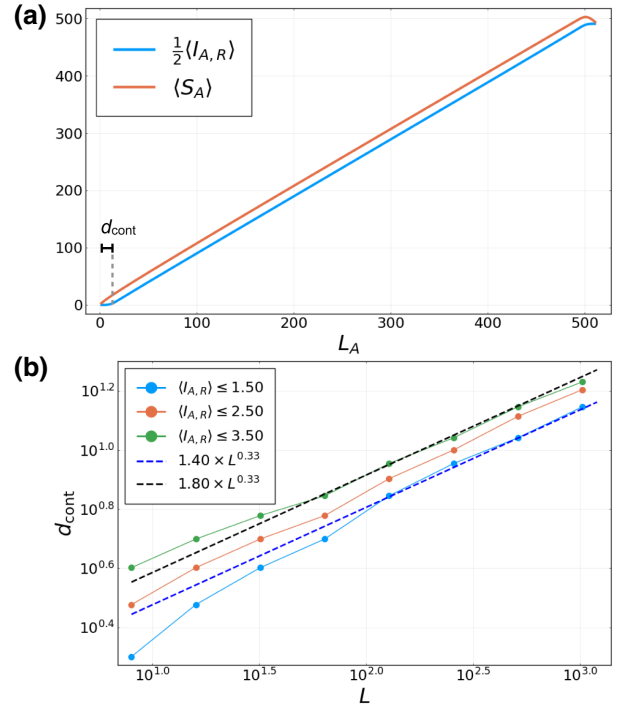 (a)
500
400
300
200
100
0
½⟨I_{A,R}⟩
⟨S_A⟩
d_cont
0 100 200 300 400 500
L_A
(b)
10^{1.2}
10^{1.0}
10^{0.8}
10^{0.6}
10^{0.4}
d_cont
⟨I_{A,R}⟩ ≤ 1.50
⟨I_{A,R}⟩ ≤ 2.50
⟨I_{A,R}⟩ ≤ 3.50
1.40 × L^{0.33}
1.80 × L^{0.33}
10^{1.0} 10^{1.5} 10^{2.0} 10^{2.5} 10^{3.0}
L